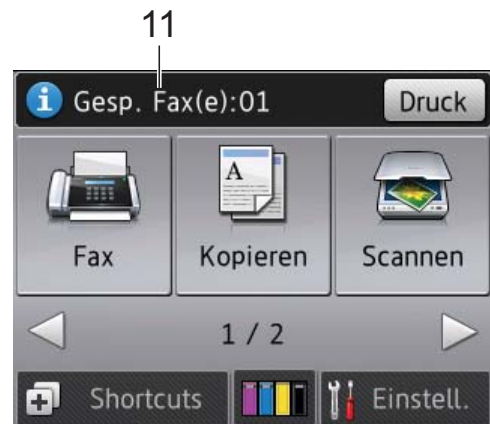 11
Gesp. Fax(e):01 Druck
A
Fax Kopieren Scannen
1 / 2
Shortcuts Einstell.